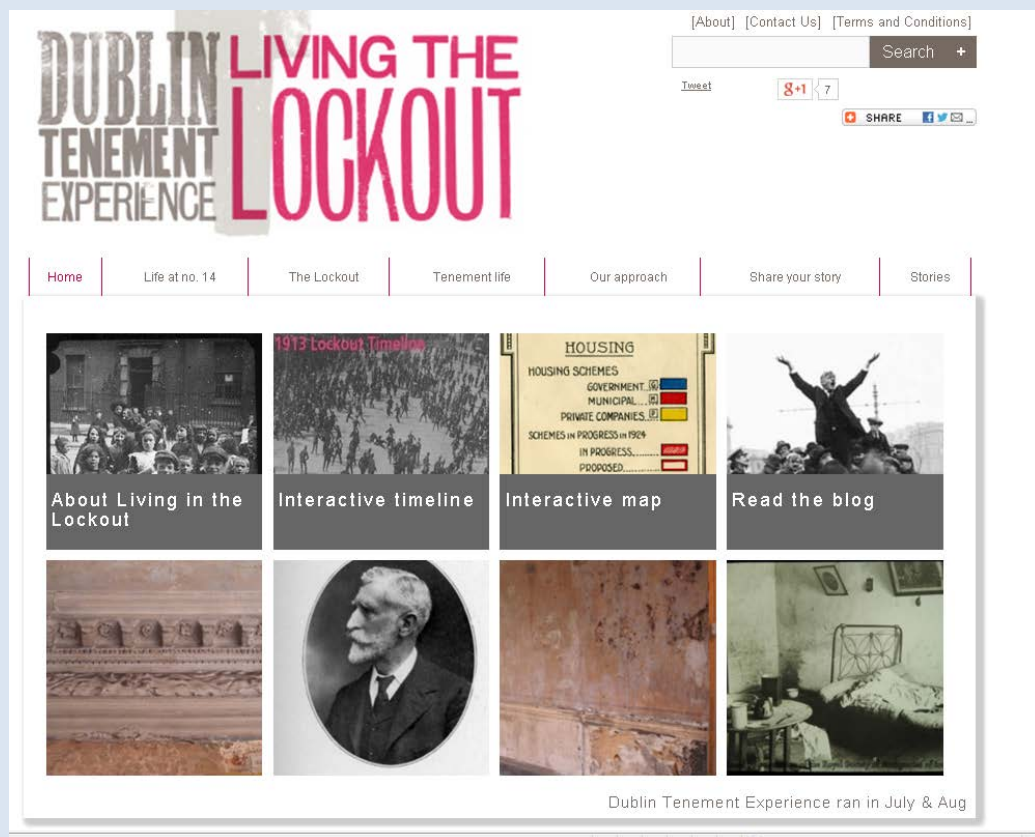 [About] [Contact Us] [Terms and Conditions]
DUBLIN
TENEMENT
EXPERIENCE
LIVING THE
LOCKOUT
Search +
Tweet
g+1 7
SHARE
Home
Life at no. 14
The Lockout
Tenement life
Our approach
Share your story
Stories
1913 Lockout Timeline
HOUSING
HOUSING SCHEMES
GOVERNMENT G
MUNICIPAL M
PRIVATE COMPANIES P
SCHEMES IN PROGRESS IN 1924
IN PROGRESS
PROPOSED
About Living in the
Lockout
Interactive timeline
Interactive map
Read the blog
Dublin Tenement Experience ran in July & Aug